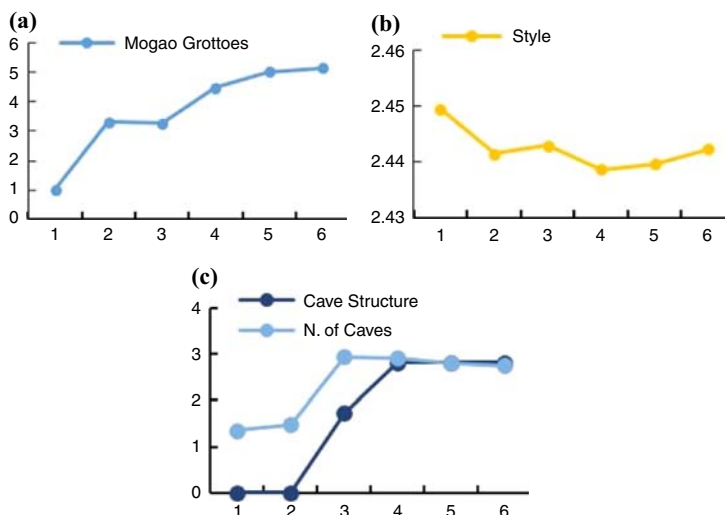 (a)
Mogao Grottoes
6
5
4
3
2
1
0
1 2 3 4 5 6
(b)
Style
2.46
2.45
2.44
2.43
1 2 3 4 5 6
(c)
Cave Structure
N. of Caves
4
3
2
1
0
1 2 3 4 5 6